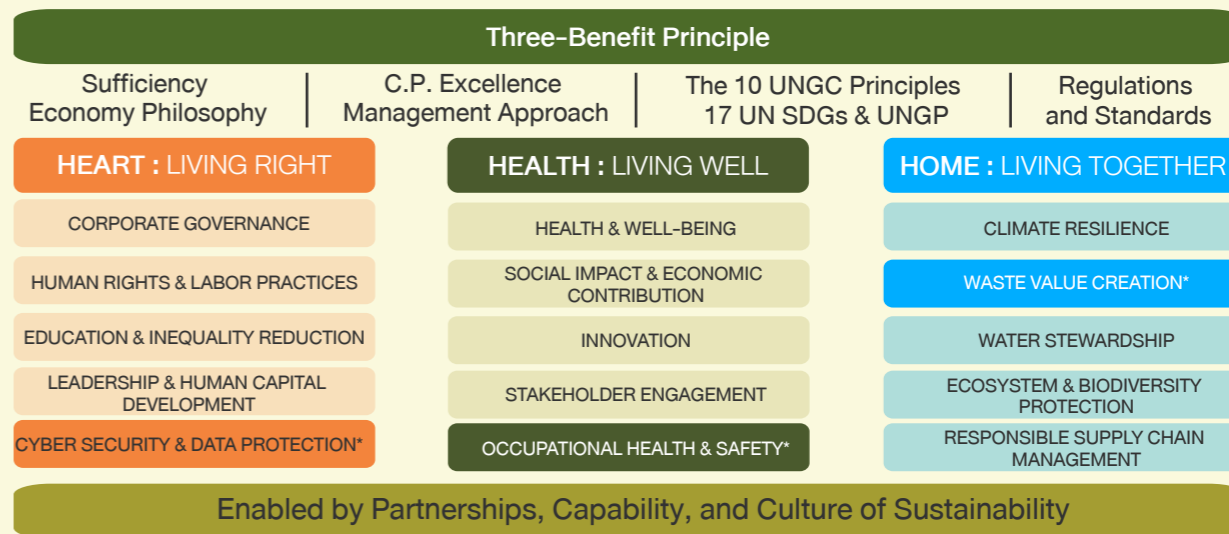 Three-Benefit Principle
Sufficiency
Economy Philosophy
C.P. Excellence
Management Approach
The 10 UNGC Principles
17 UN SDGs & UNGP
Regulations
and Standards
HEART : LIVING RIGHT
CORPORATE GOVERNANCE
HUMAN RIGHTS & LABOR PRACTICES
EDUCATION & INEQUALITY REDUCTION
LEADERSHIP & HUMAN CAPITAL
DEVELOPMENT
CYBER SECURITY & DATA PROTECTION*
HEALTH : LIVING WELL
HEALTH & WELL-BEING
SOCIAL IMPACT & ECONOMIC
CONTRIBUTION
INNOVATION
STAKEHOLDER ENGAGEMENT
OCCUPATIONAL HEALTH & SAFETY*
HOME : LIVING TOGETHER
CLIMATE RESILIENCE
WASTE VALUE CREATION*
WATER STEWARDSHIP
ECOSYSTEM & BIODIVERSITY
PROTECTION
RESPONSIBLE SUPPLY CHAIN
MANAGEMENT
Enabled by Partnerships, Capability, and Culture of Sustainability